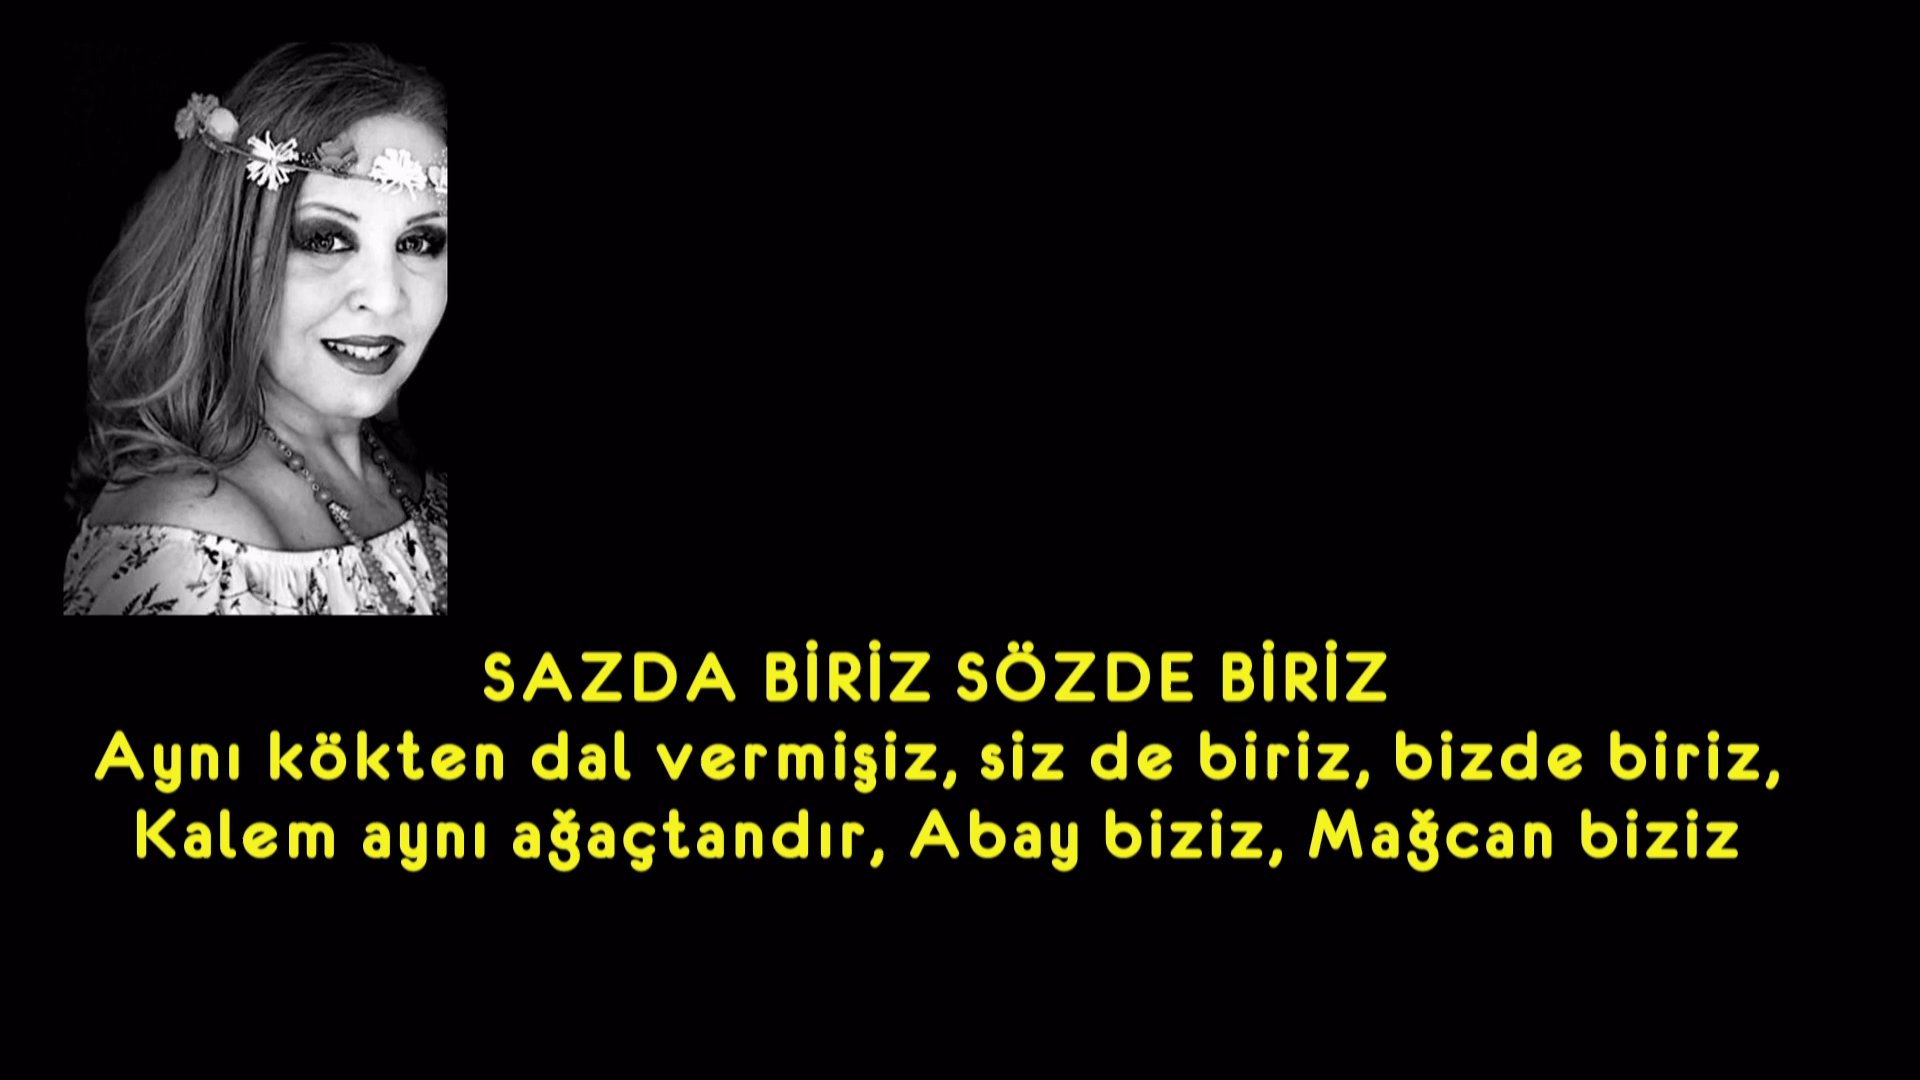 SAZDA BİRİZ SÖZDE BİRİZ
Aynı kökten dal vermişiz, siz de biriz, bizde biriz,
Kalem aynı ağaçtandır, Abay biziz, Mağcan biziz